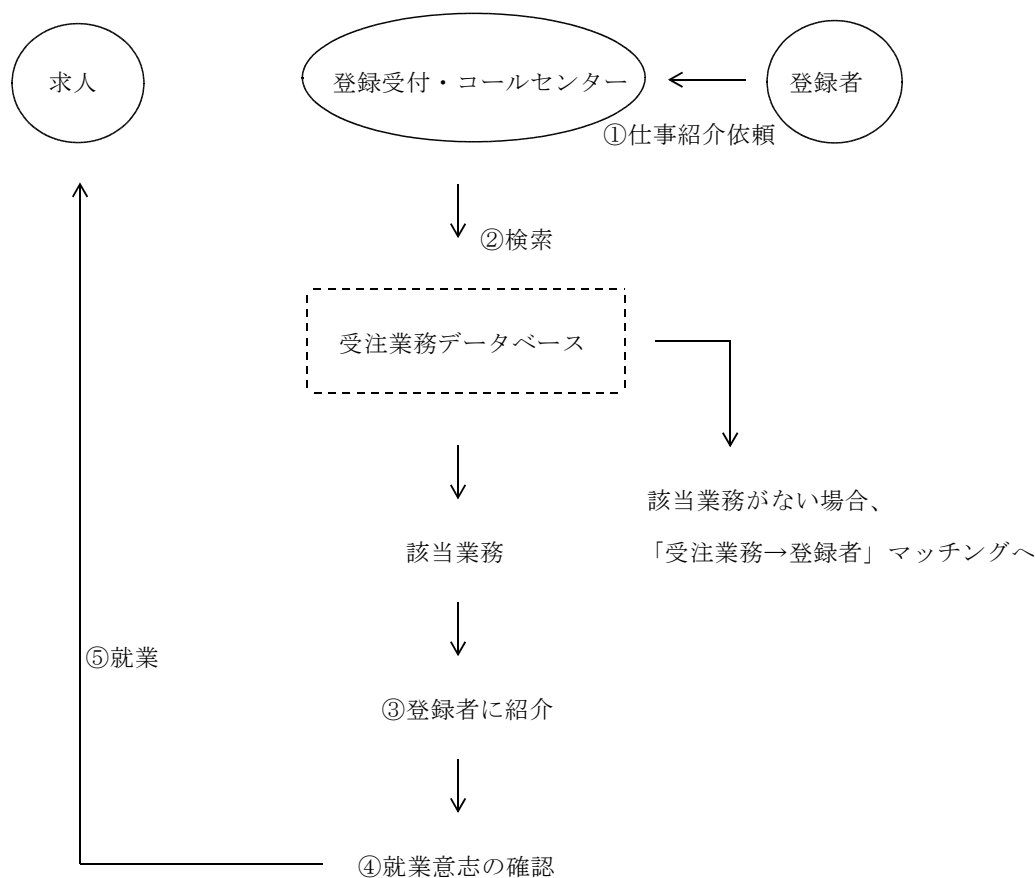 求人
登録受付・コールセンター
登録者
①仕事紹介依頼
②検索
受注業務データベース
該当業務がない場合、
「受注業務→登録者」マッチングへ
該当業務
⑤就業
③登録者に紹介
④就業意志の確認